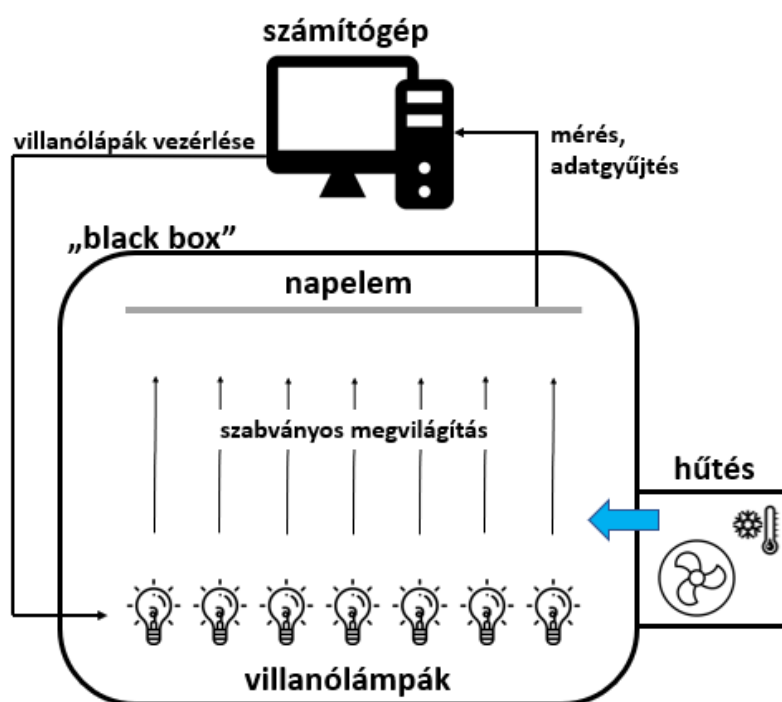 számítógép
villanólápák vezérlése
mérés,
adatgyűjtés
„black box”
napelem
szabványos megvilágítás
hűtés
villanólámpák